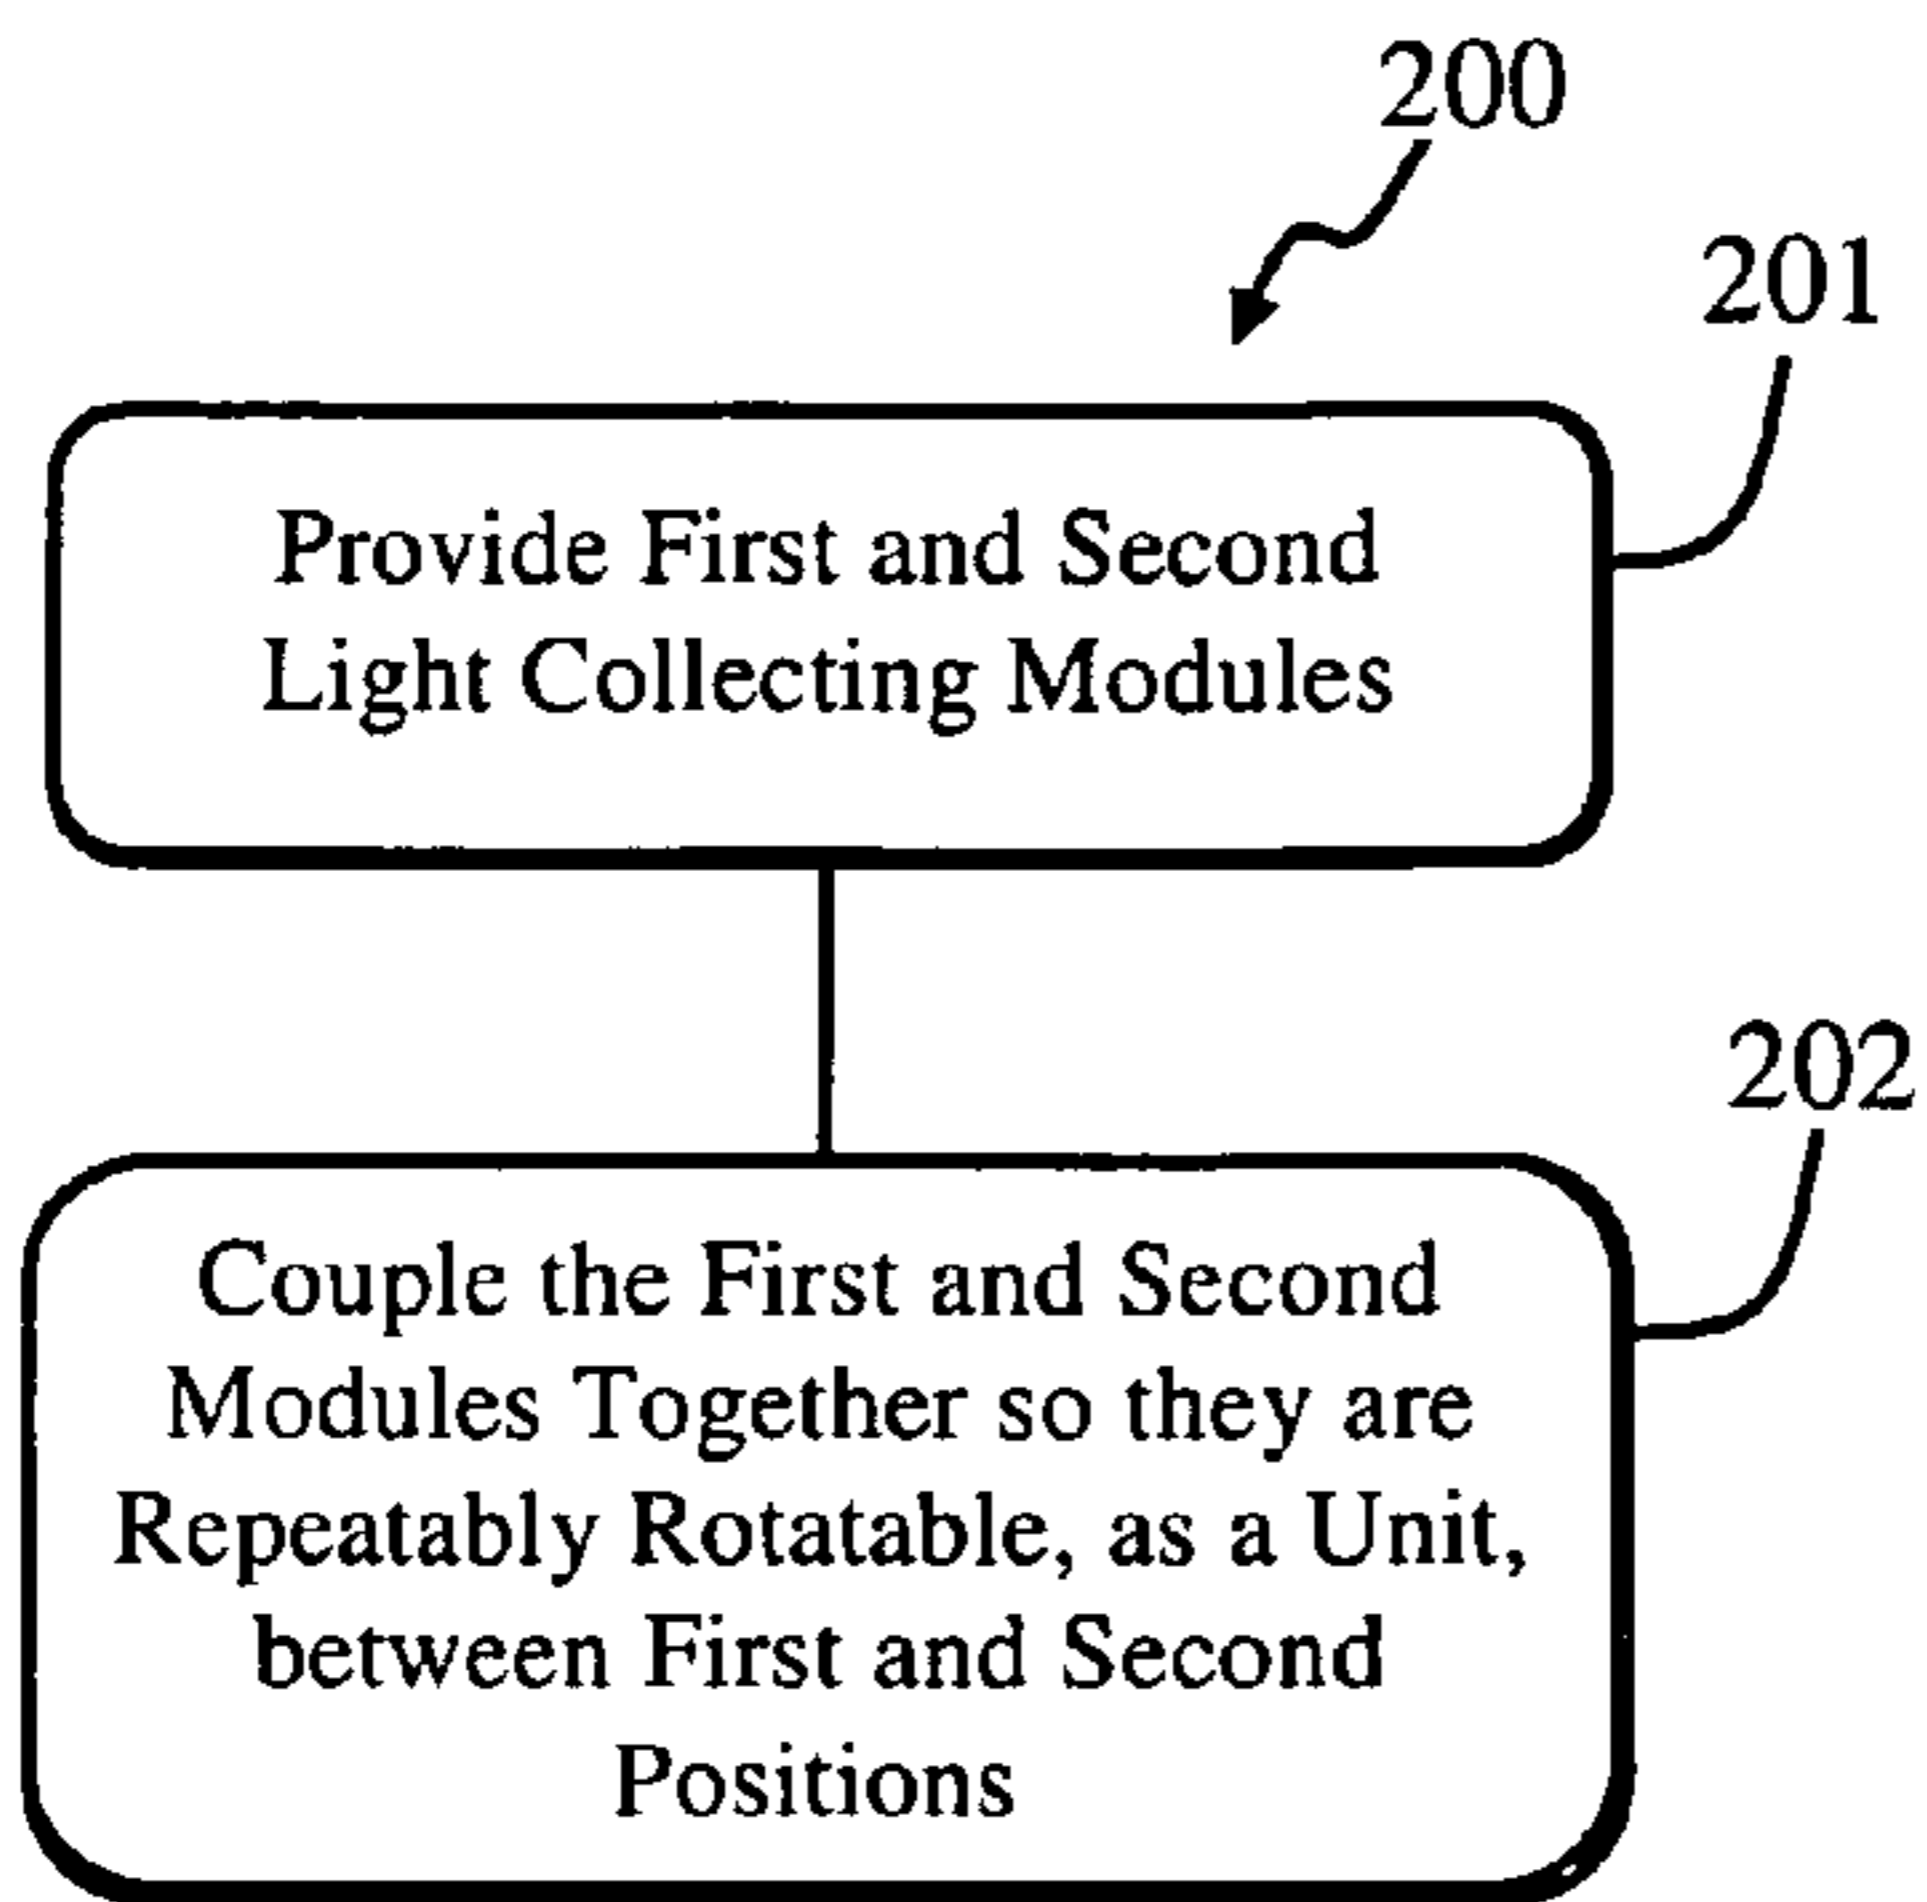 200
201
Provide First and Second
Light Collecting Modules
202
Couple the First and Second
Modules Together so they are
Repeatably Rotatable, as a Unit,
between First and Second
Positions